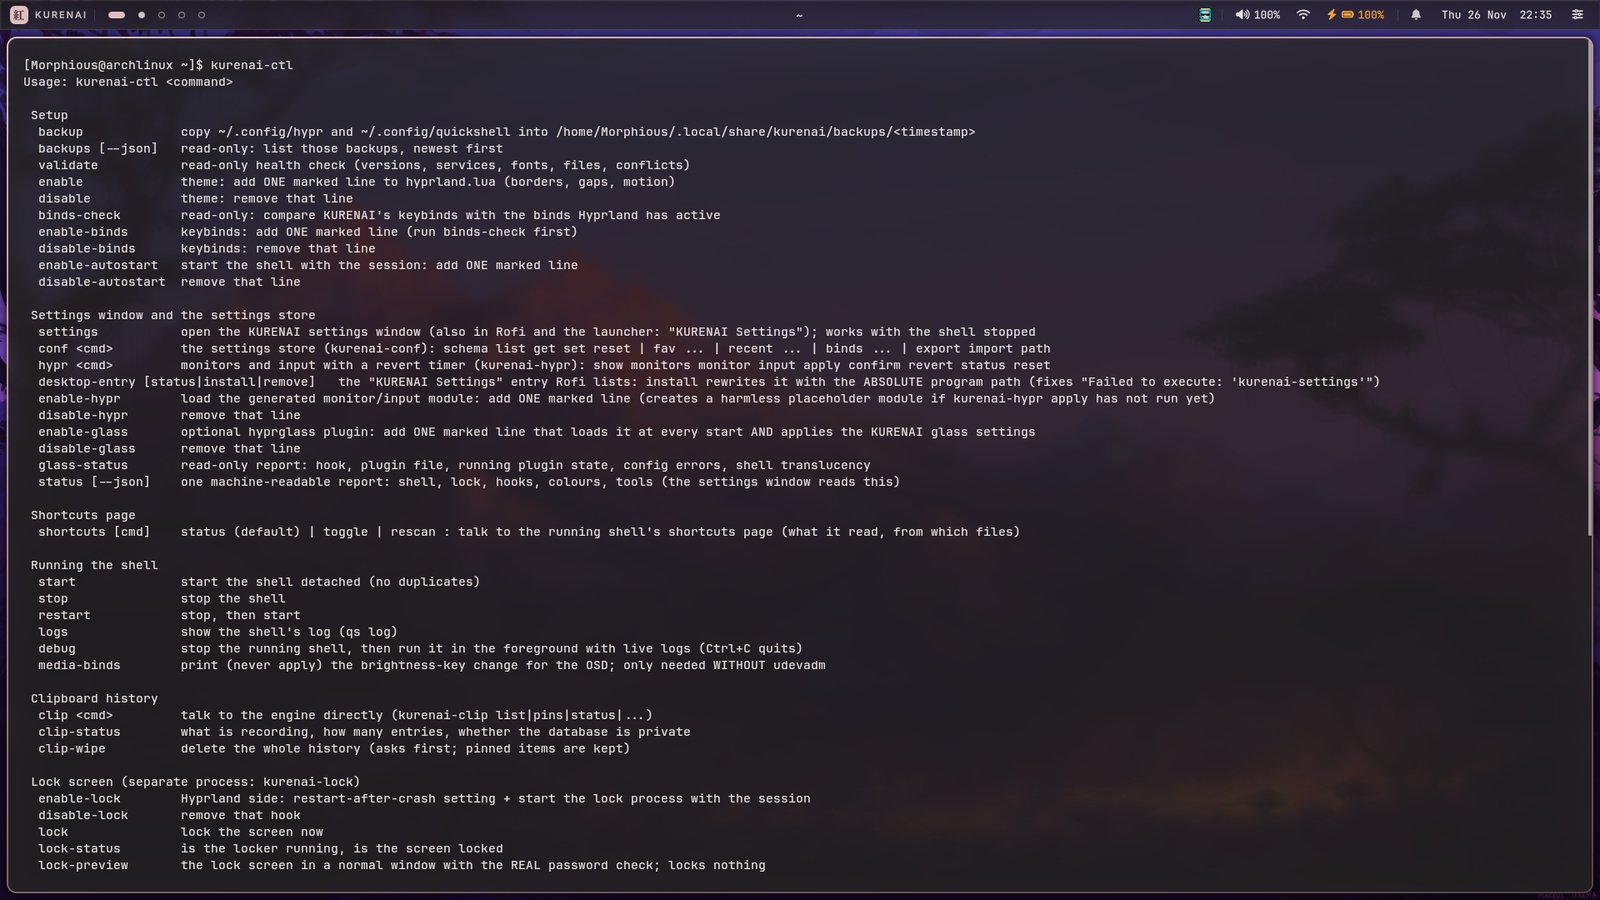 紅 KURENAI ~ 100% 100% Thu 26 Nov 22:35
[Morphious@archlinux ~]$ kurenai-ctl
Usage: kurenai-ctl <command>
Setup
backup copy ~/.config/hypr and ~/.config/quickshell into /home/Morphious/.local/share/kurenai/backups/<timestamp>
backups [--json] read-only: list those backups, newest first
validate read-only health check (versions, services, fonts, files, conflicts)
enable theme: add ONE marked line to hyprland.lua (borders, gaps, motion)
disable theme: remove that line
binds-check read-only: compare KURENAI's keybinds with the binds Hyprland has active
enable-binds keybinds: add ONE marked line (run binds-check first)
disable-binds keybinds: remove that line
enable-autostart start the shell with the session: add ONE marked line
disable-autostart remove that line
Settings window and the settings store
settings open the KURENAI settings window (also in Rofi and the launcher: "KURENAI Settings"); works with the shell stopped
conf <cmd> the settings store (kurenai-conf): schema list get set reset | fav ... | recent ... | binds ... | export import path
hypr <cmd> monitors and input with a revert timer (kurenai-hypr): show monitors monitor input apply confirm revert status reset
desktop-entry [status|install|remove] the "KURENAI Settings" entry Rofi lists: install rewrites it with the ABSOLUTE program path (fixes "Failed to execute: 'kurenai-settings'")
enable-hypr load the generated monitor/input module: add ONE marked line (creates a harmless placeholder module if kurenai-hypr apply has not run yet)
disable-hypr remove that line
enable-glass optional hyprglass plugin: add ONE marked line that loads it at every start AND applies the KURENAI glass settings
disable-glass remove that line
glass-status read-only report: hook, plugin file, running plugin state, config errors, shell translucency
status [--json] one machine-readable report: shell, lock, hooks, colours, tools (the settings window reads this)
Shortcuts page
shortcuts [cmd] status (default) | toggle | rescan : talk to the running shell's shortcuts page (what it read, from which files)
Running the shell
start start the shell detached (no duplicates)
stop stop the shell
restart stop, then start
logs show the shell's log (qs log)
debug stop the running shell, then run it in the foreground with live logs (Ctrl+C quits)
media-binds print (never apply) the brightness-key change for the OSD; only needed WITHOUT udevadm
Clipboard history
clip <cmd> talk to the engine directly (kurenai-clip list|pins|status|...)
clip-status what is recording, how many entries, whether the database is private
clip-wipe delete the whole history (asks first; pinned items are kept)
Lock screen (separate process: kurenai-lock)
enable-lock Hyprland side: restart-after-crash setting + start the lock process with the session
disable-lock remove that hook
lock lock the screen now
lock-status is the locker running, is the screen locked
lock-preview the lock screen in a normal window with the REAL password check; locks nothing